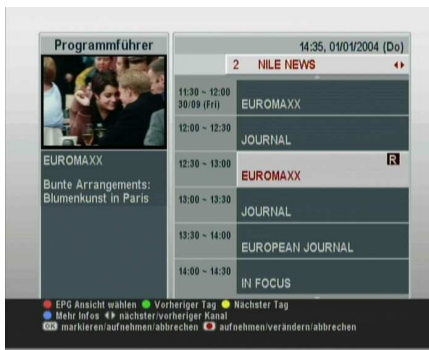 Programmführer
14:35, 01/01/2004 (Do)
2 NILE NEWS
11:30 ~ 12:00
30/09 (Fri)
EUROMAXX
12:00 ~ 12:30
JOURNAL
12:30 ~ 13:00
R
EUROMAXX
13:00 ~ 13:30
JOURNAL
13:30 ~ 14:00
EUROPEAN JOURNAL
14:00 ~ 14:30
IN FOCUS
EUROMAXX
Bunte Arrangements:
Blumenkunst in Paris
EPG Ansicht wählen Vorheriger Tag Nächster Tag
Mehr Infos nächster/vorheriger Kanal
OK markieren/aufnehmen/abbrechen aufnehmen/verändern/abbrechen